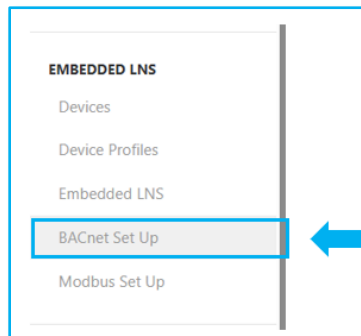 EMBEDDED LNS
Devices
Device Profiles
Embedded LNS
BACnet Set Up
Modbus Set Up